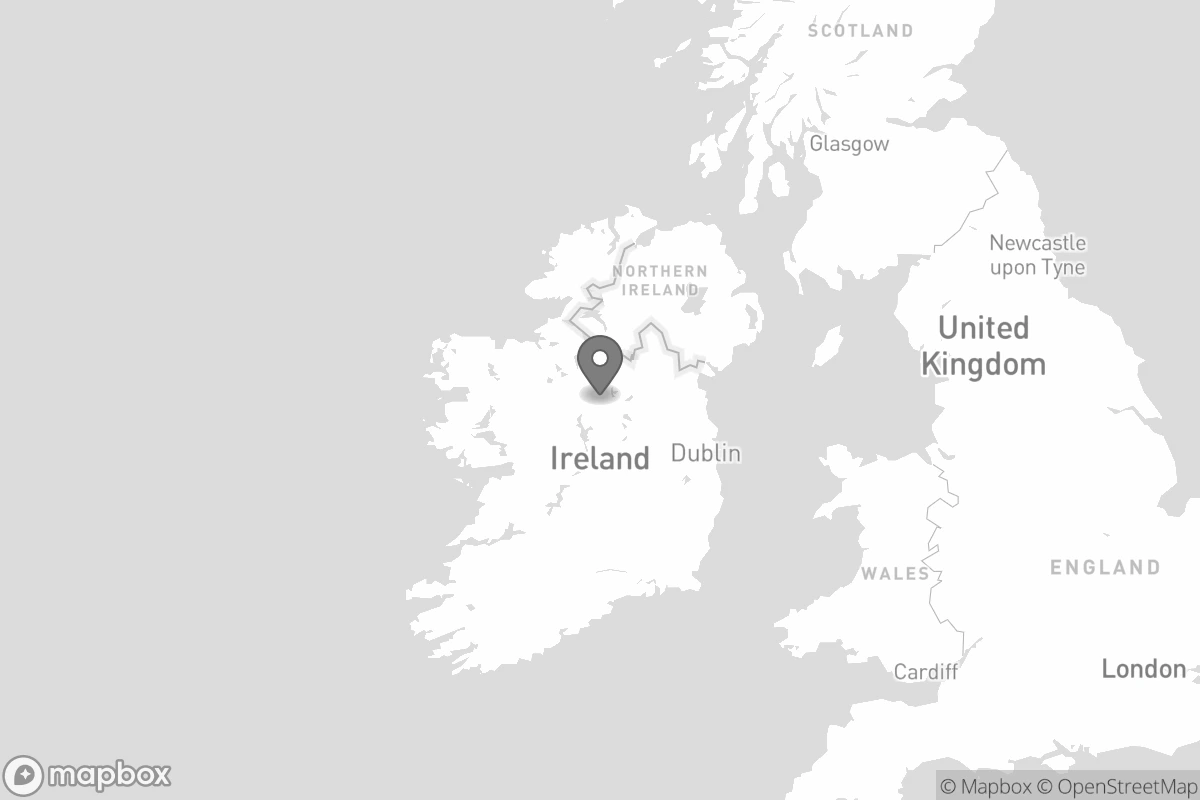 SCOTLAND
Glasgow
Newcastle
upon Tyne
NORTHERN
IRELAND
United
Kingdom
Ireland
Dublin
WALES
ENGLAND
Cardiff
London
mapbox
© Mapbox © OpenStreetMap